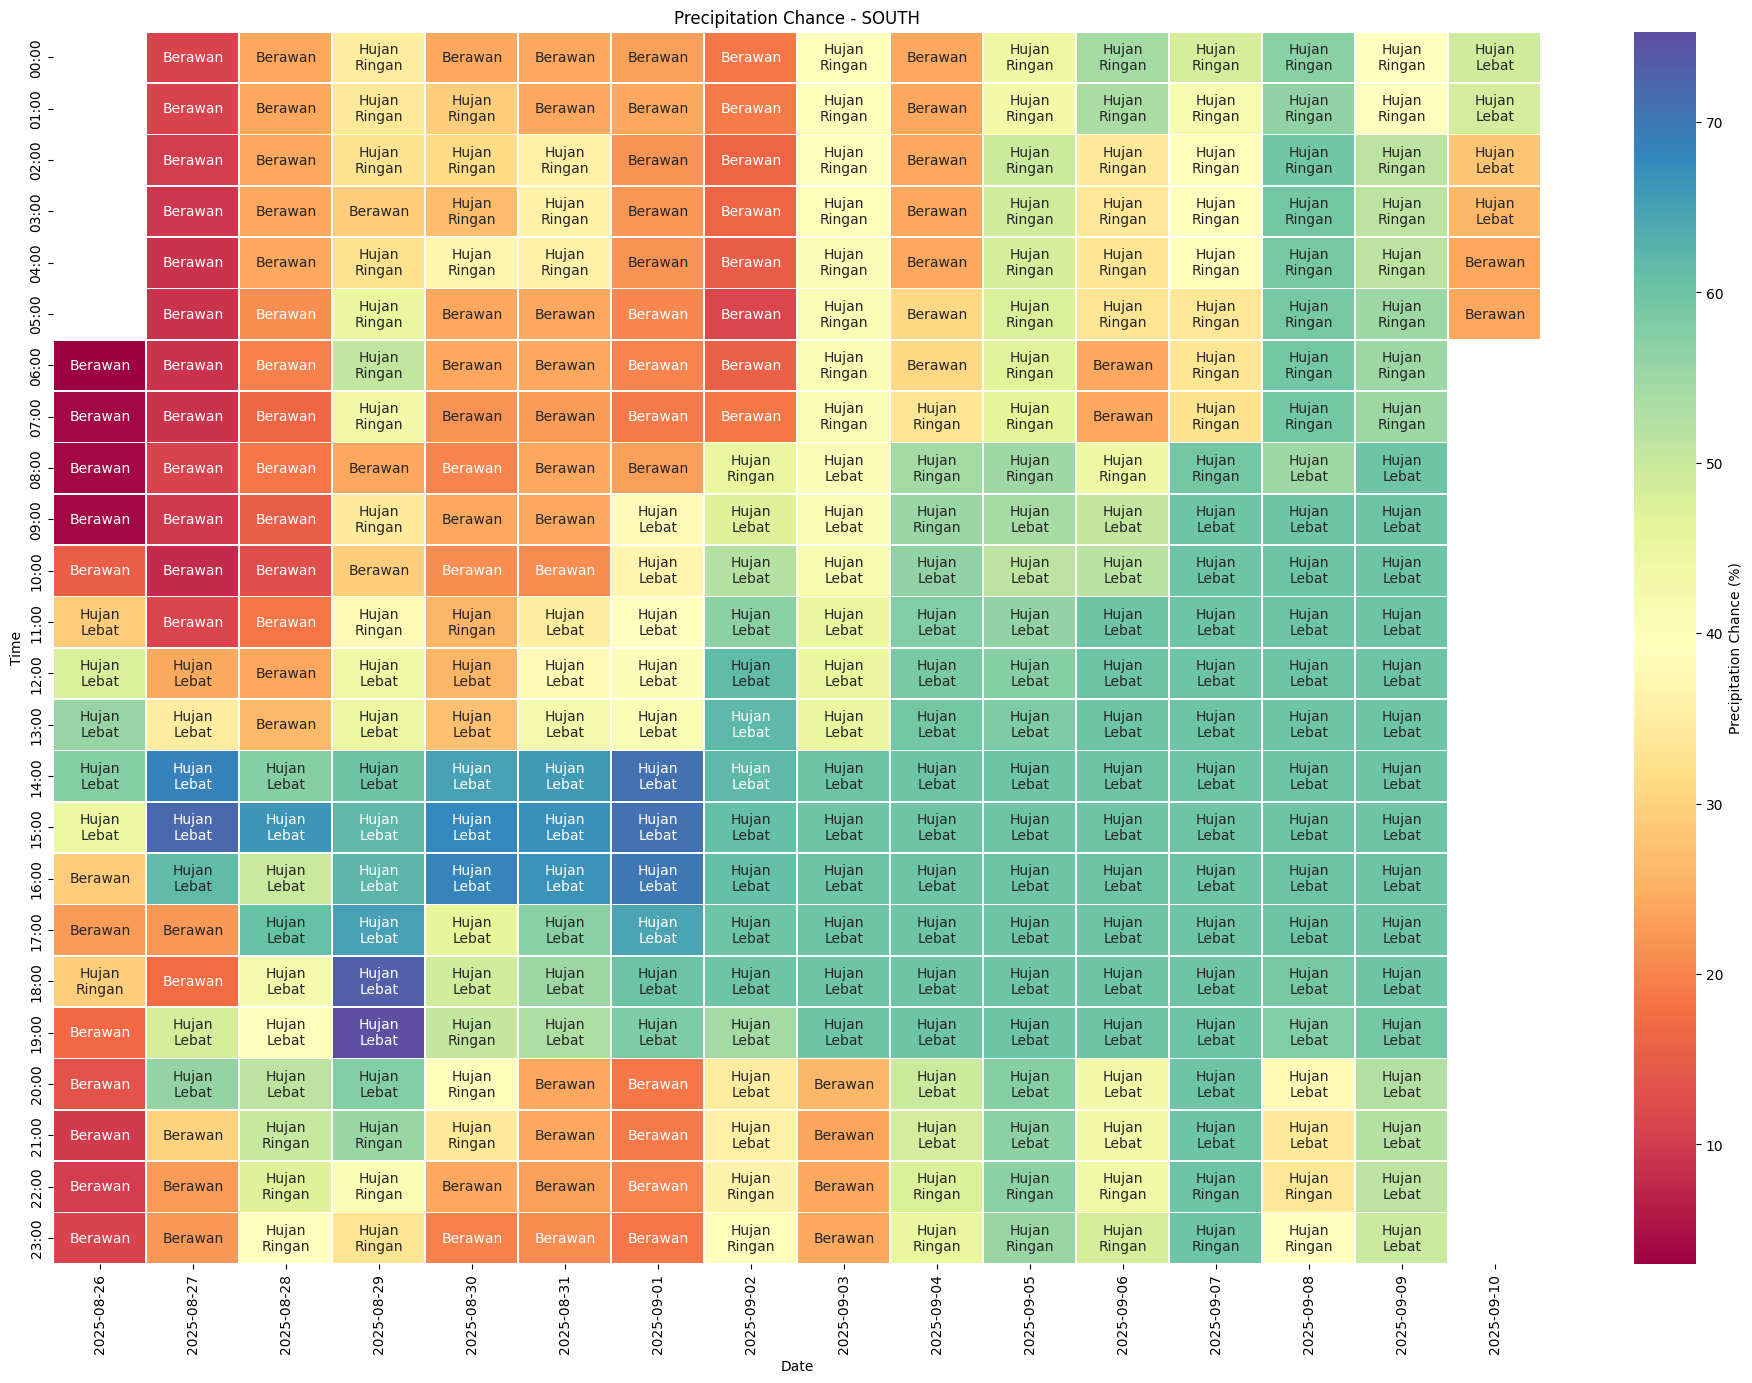 Precipitation Chance - SOUTH
00:00 Berawan Berawan Hujan Ringan Berawan Berawan Berawan Berawan Hujan Ringan Berawan Hujan Ringan Hujan Ringan Hujan Ringan Hujan Ringan Hujan Ringan Hujan Lebat
01:00 Berawan Berawan Hujan Ringan Hujan Ringan Berawan Berawan Berawan Hujan Ringan Berawan Hujan Ringan Hujan Ringan Hujan Ringan Hujan Ringan Hujan Ringan Hujan Lebat
02:00 Berawan Berawan Hujan Ringan Hujan Ringan Hujan Ringan Berawan Berawan Hujan Ringan Berawan Hujan Ringan Hujan Ringan Hujan Ringan Hujan Ringan Hujan Ringan Hujan Lebat
03:00 Berawan Berawan Berawan Hujan Ringan Hujan Ringan Berawan Berawan Hujan Ringan Berawan Hujan Ringan Hujan Ringan Hujan Ringan Hujan Ringan Hujan Ringan Hujan Lebat
04:00 Berawan Berawan Hujan Ringan Hujan Ringan Hujan Ringan Berawan Berawan Hujan Ringan Berawan Hujan Ringan Hujan Ringan Hujan Ringan Hujan Ringan Hujan Ringan Berawan
05:00 Berawan Berawan Hujan Ringan Berawan Berawan Berawan Berawan Hujan Ringan Berawan Hujan Ringan Hujan Ringan Hujan Ringan Hujan Ringan Hujan Ringan Berawan
06:00 Berawan Berawan Berawan Hujan Ringan Berawan Berawan Berawan Berawan Hujan Ringan Berawan Hujan Ringan Berawan Hujan Ringan Hujan Ringan Hujan Ringan
07:00 Berawan Berawan Berawan Hujan Ringan Berawan Berawan Berawan Berawan Hujan Ringan Hujan Ringan Hujan Ringan Berawan Hujan Ringan Hujan Ringan Hujan Ringan
08:00 Berawan Berawan Berawan Berawan Berawan Berawan Berawan Hujan Ringan Hujan Lebat Hujan Ringan Hujan Ringan Hujan Ringan Hujan Ringan Hujan Lebat Hujan Lebat
09:00 Berawan Berawan Berawan Hujan Ringan Berawan Berawan Hujan Lebat Hujan Lebat Hujan Lebat Hujan Ringan Hujan Lebat Hujan Lebat Hujan Lebat Hujan Lebat Hujan Lebat
10:00 Berawan Berawan Berawan Berawan Berawan Berawan Hujan Lebat Hujan Lebat Hujan Lebat Hujan Lebat Hujan Lebat Hujan Lebat Hujan Lebat Hujan Lebat Hujan Lebat
11:00 Hujan Lebat Berawan Berawan Hujan Ringan Hujan Ringan Hujan Lebat Hujan Lebat Hujan Lebat Hujan Lebat Hujan Lebat Hujan Lebat Hujan Lebat Hujan Lebat Hujan Lebat Hujan Lebat
12:00 Hujan Lebat Hujan Lebat Berawan Hujan Lebat Hujan Lebat Hujan Lebat Hujan Lebat Hujan Lebat Hujan Lebat Hujan Lebat Hujan Lebat Hujan Lebat Hujan Lebat Hujan Lebat Hujan Lebat
13:00 Hujan Lebat Hujan Lebat Berawan Hujan Lebat Hujan Lebat Hujan Lebat Hujan Lebat Hujan Lebat Hujan Lebat Hujan Lebat Hujan Lebat Hujan Lebat Hujan Lebat Hujan Lebat Hujan Lebat
14:00 Hujan Lebat Hujan Lebat Hujan Lebat Hujan Lebat Hujan Lebat Hujan Lebat Hujan Lebat Hujan Lebat Hujan Lebat Hujan Lebat Hujan Lebat Hujan Lebat Hujan Lebat Hujan Lebat Hujan Lebat
15:00 Hujan Lebat Hujan Lebat Hujan Lebat Hujan Lebat Hujan Lebat Hujan Lebat Hujan Lebat Hujan Lebat Hujan Lebat Hujan Lebat Hujan Lebat Hujan Lebat Hujan Lebat Hujan Lebat Hujan Lebat
16:00 Berawan Hujan Lebat Hujan Lebat Hujan Lebat Hujan Lebat Hujan Lebat Hujan Lebat Hujan Lebat Hujan Lebat Hujan Lebat Hujan Lebat Hujan Lebat Hujan Lebat Hujan Lebat Hujan Lebat
17:00 Berawan Berawan Hujan Lebat Hujan Lebat Hujan Lebat Hujan Lebat Hujan Lebat Hujan Lebat Hujan Lebat Hujan Lebat Hujan Lebat Hujan Lebat Hujan Lebat Hujan Lebat Hujan Lebat
18:00 Hujan Ringan Berawan Hujan Lebat Hujan Lebat Hujan Lebat Hujan Lebat Hujan Lebat Hujan Lebat Hujan Lebat Hujan Lebat Hujan Lebat Hujan Lebat Hujan Lebat Hujan Lebat Hujan Lebat
19:00 Berawan Hujan Lebat Hujan Lebat Hujan Lebat Hujan Ringan Hujan Lebat Hujan Lebat Hujan Lebat Hujan Lebat Hujan Lebat Hujan Lebat Hujan Lebat Hujan Lebat Hujan Lebat Hujan Lebat
20:00 Berawan Hujan Lebat Hujan Lebat Hujan Lebat Hujan Ringan Berawan Berawan Hujan Lebat Berawan Hujan Lebat Hujan Lebat Hujan Lebat Hujan Lebat Hujan Lebat Hujan Lebat
21:00 Berawan Berawan Hujan Ringan Hujan Ringan Hujan Ringan Berawan Berawan Hujan Lebat Berawan Hujan Lebat Hujan Lebat Hujan Lebat Hujan Lebat Hujan Lebat Hujan Lebat
22:00 Berawan Berawan Hujan Ringan Hujan Ringan Berawan Berawan Berawan Hujan Ringan Berawan Hujan Ringan Hujan Ringan Hujan Ringan Hujan Ringan Hujan Ringan Hujan Lebat
23:00 Berawan Berawan Hujan Ringan Hujan Ringan Berawan Berawan Berawan Hujan Ringan Berawan Hujan Ringan Hujan Ringan Hujan Ringan Hujan Ringan Hujan Ringan Hujan Lebat
Time
2025-08-26 2025-08-27 2025-08-28 2025-08-29 2025-08-30 2025-08-31 2025-09-01 2025-09-02 2025-09-03 2025-09-04 2025-09-05 2025-09-06 2025-09-07 2025-09-08 2025-09-09 2025-09-10
Date
70
60
50
40
30
20
10
Precipitation Chance (%)